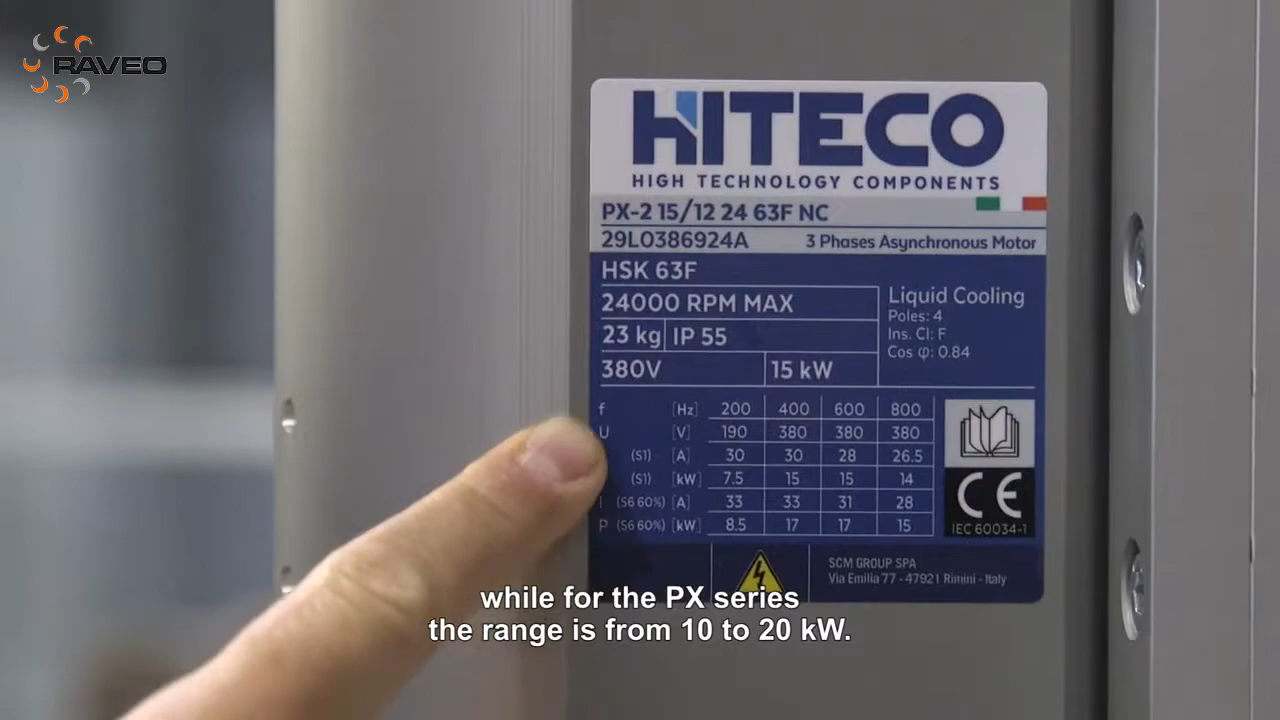 RAVEO
HITECO
HIGH TECHNOLOGY COMPONENTS
PX-2 15/12 24 63F NC
29L0386924A 3 Phases Asynchronous Motor
HSK 63F
24000 RPM MAX
Liquid Cooling
Poles: 4
Ins. Cl: F
Cos φ: 0.84
23 kg IP 55
380V 15 kW
f [Hz] 200 400 600 800
U [V] 190 380 380 380
(S1) [A] 30 30 28 26.5
(S1) [kW] 7.5 15 15 14
I (S6 60%) [A] 33 33 31 28
P (S6 60%) [kW] 8.5 17 17 15
CE
IEC 60034-1
SCM GROUP SPA
Via Emilia 77 - 47921 Rimini - Italy
while for the PX series
the range is from 10 to 20 kW.